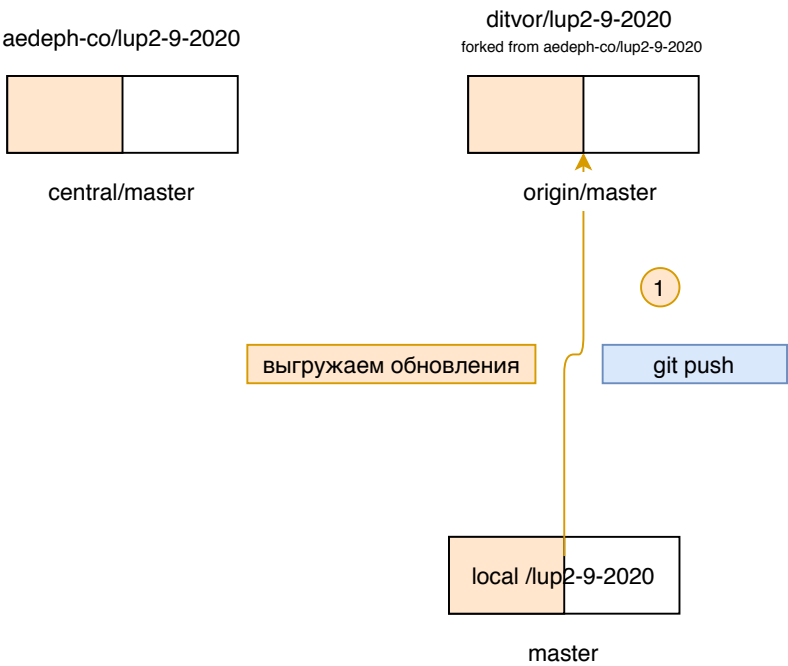 aedeph-co/lup2-9-2020
ditvor/lup2-9-2020
forked from aedeph-co/lup2-9-2020
central/master
origin/master
1
выгружаем обновления
git push
local /lup2-9-2020
master